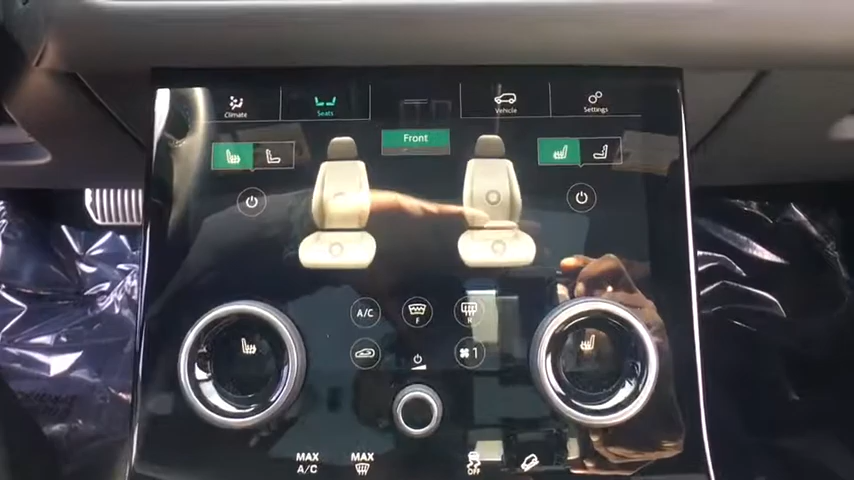 Climate
Seats
Vehicle
Settings
Front
A/C
F
R
1
MAX
A/C
MAX
OFF